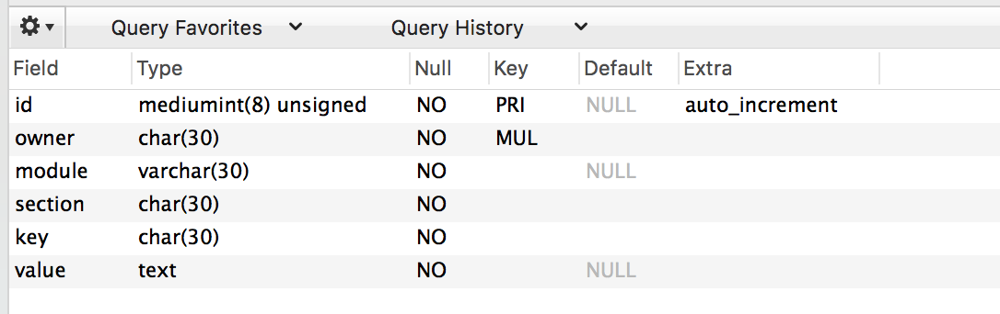 Query Favorites Query History
Field Type Null Key Default Extra
id mediumint(8) unsigned NO PRI NULL auto_increment
owner char(30) NO MUL
module varchar(30) NO NULL
section char(30) NO
key char(30) NO
value text NO NULL